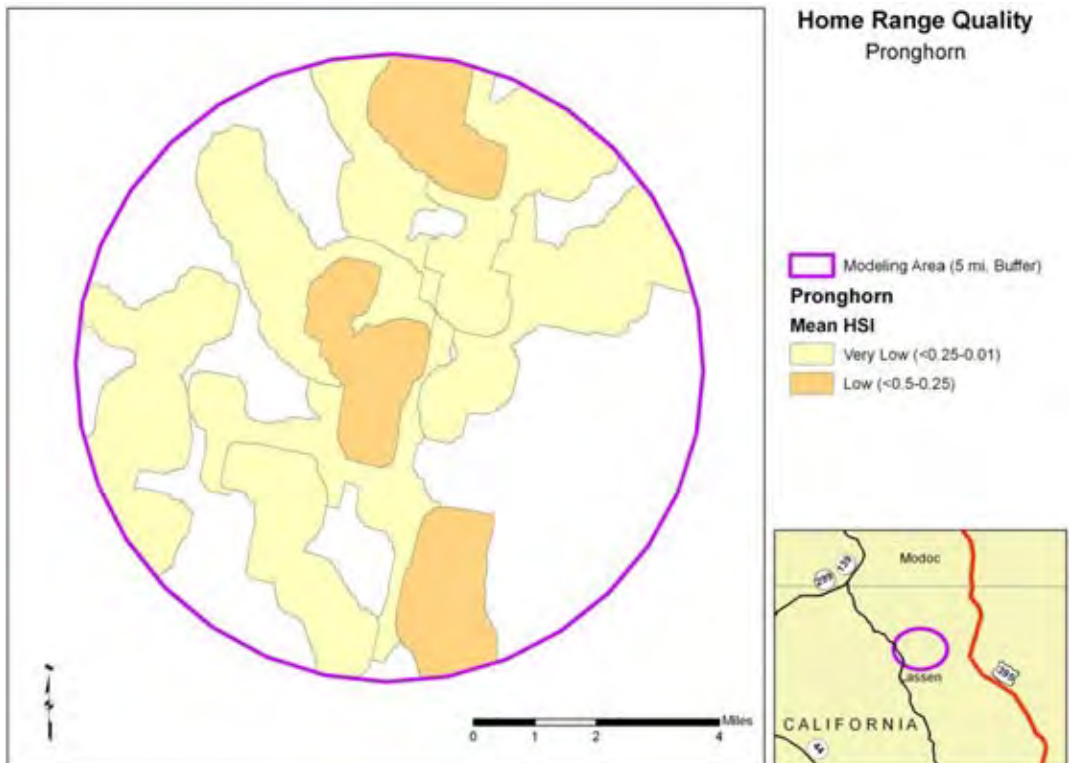 Home Range Quality
Pronghorn
Modeling Area (5 mi. Buffer)
Pronghorn
Mean HSI
Very Low (<0.25-0.01)
Low (<0.5-0.25)
Miles
0 1 2 4
Modoc
299
139
Lassen
395
CALIFORNIA
44